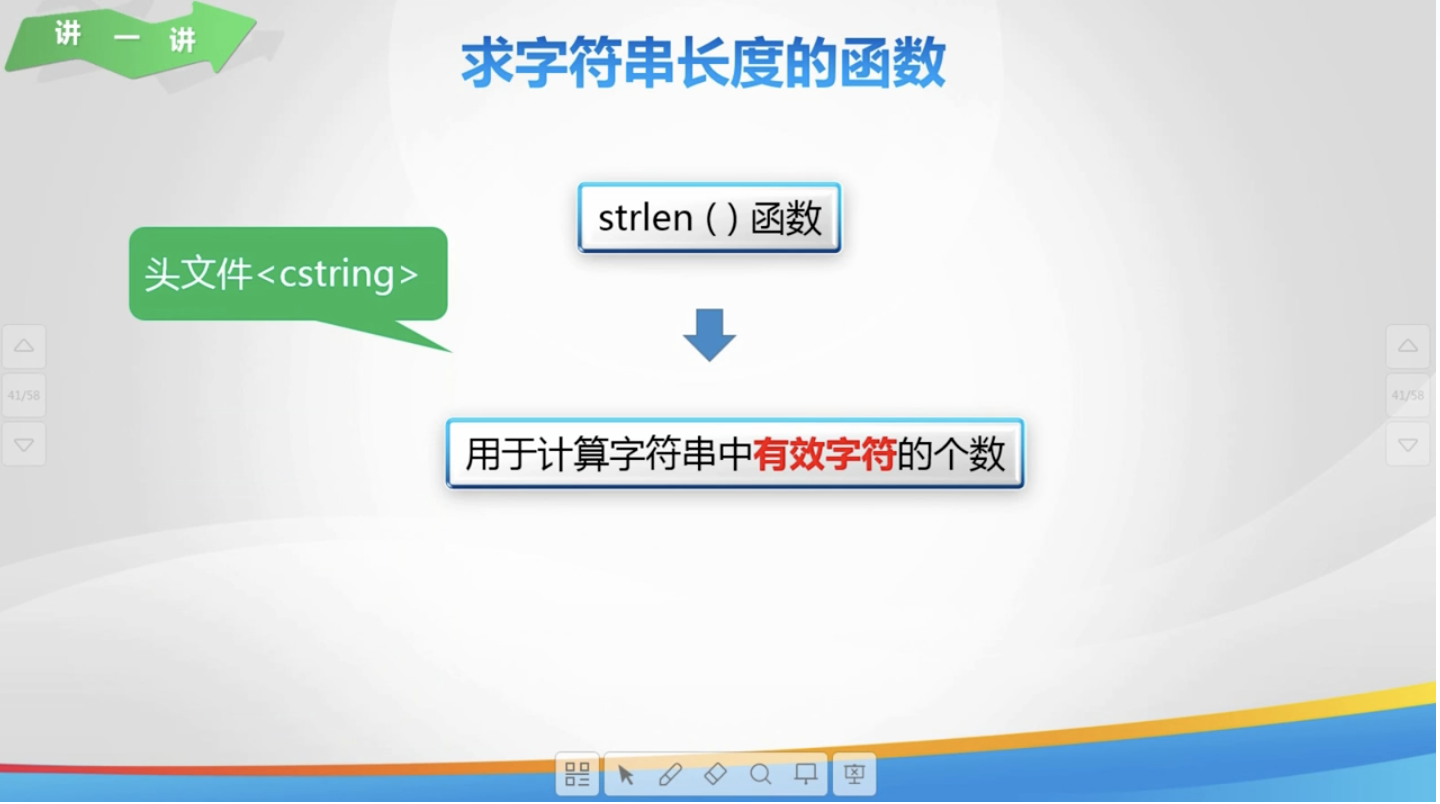 讲 一 讲
求字符串长度的函数
strlen ( ) 函数
头文件<cstring>
41/58
41/58
用于计算字符串中有效字符的个数